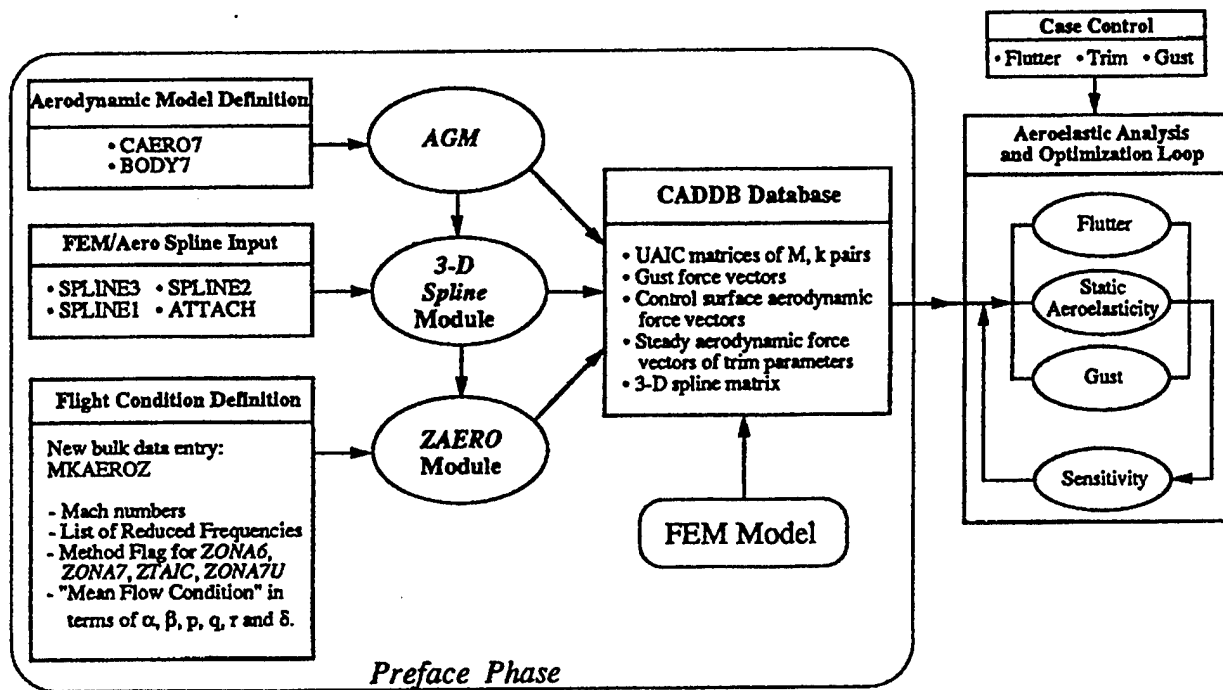 Case Control
• Flutter • Trim • Gust
Aerodynamic Model Definition
• CAERO7
• BODY7
AGM
FEM/Aero Spline Input
• SPLINE3 • SPLINE2
• SPLINE1 • ATTACH
3-D
Spline
Module
Flight Condition Definition
New bulk data entry:
MKAEROZ
- Mach numbers
- List of Reduced Frequencies
- Method Flag for ZONA6,
ZONA7, ZTAIC, ZONA7U
- "Mean Flow Condition" in
terms of α, β, p, q, r and δ.
ZAERO
Module
CADDB Database
• UAIC matrices of M, k pairs
• Gust force vectors
• Control surface aerodynamic
force vectors
• Steady aerodynamic force
vectors of trim parameters
• 3-D spline matrix
FEM Model
Preface Phase
Aeroelastic Analysis
and Optimization Loop
Flutter
Static
Aeroelasticity
Gust
Sensitivity